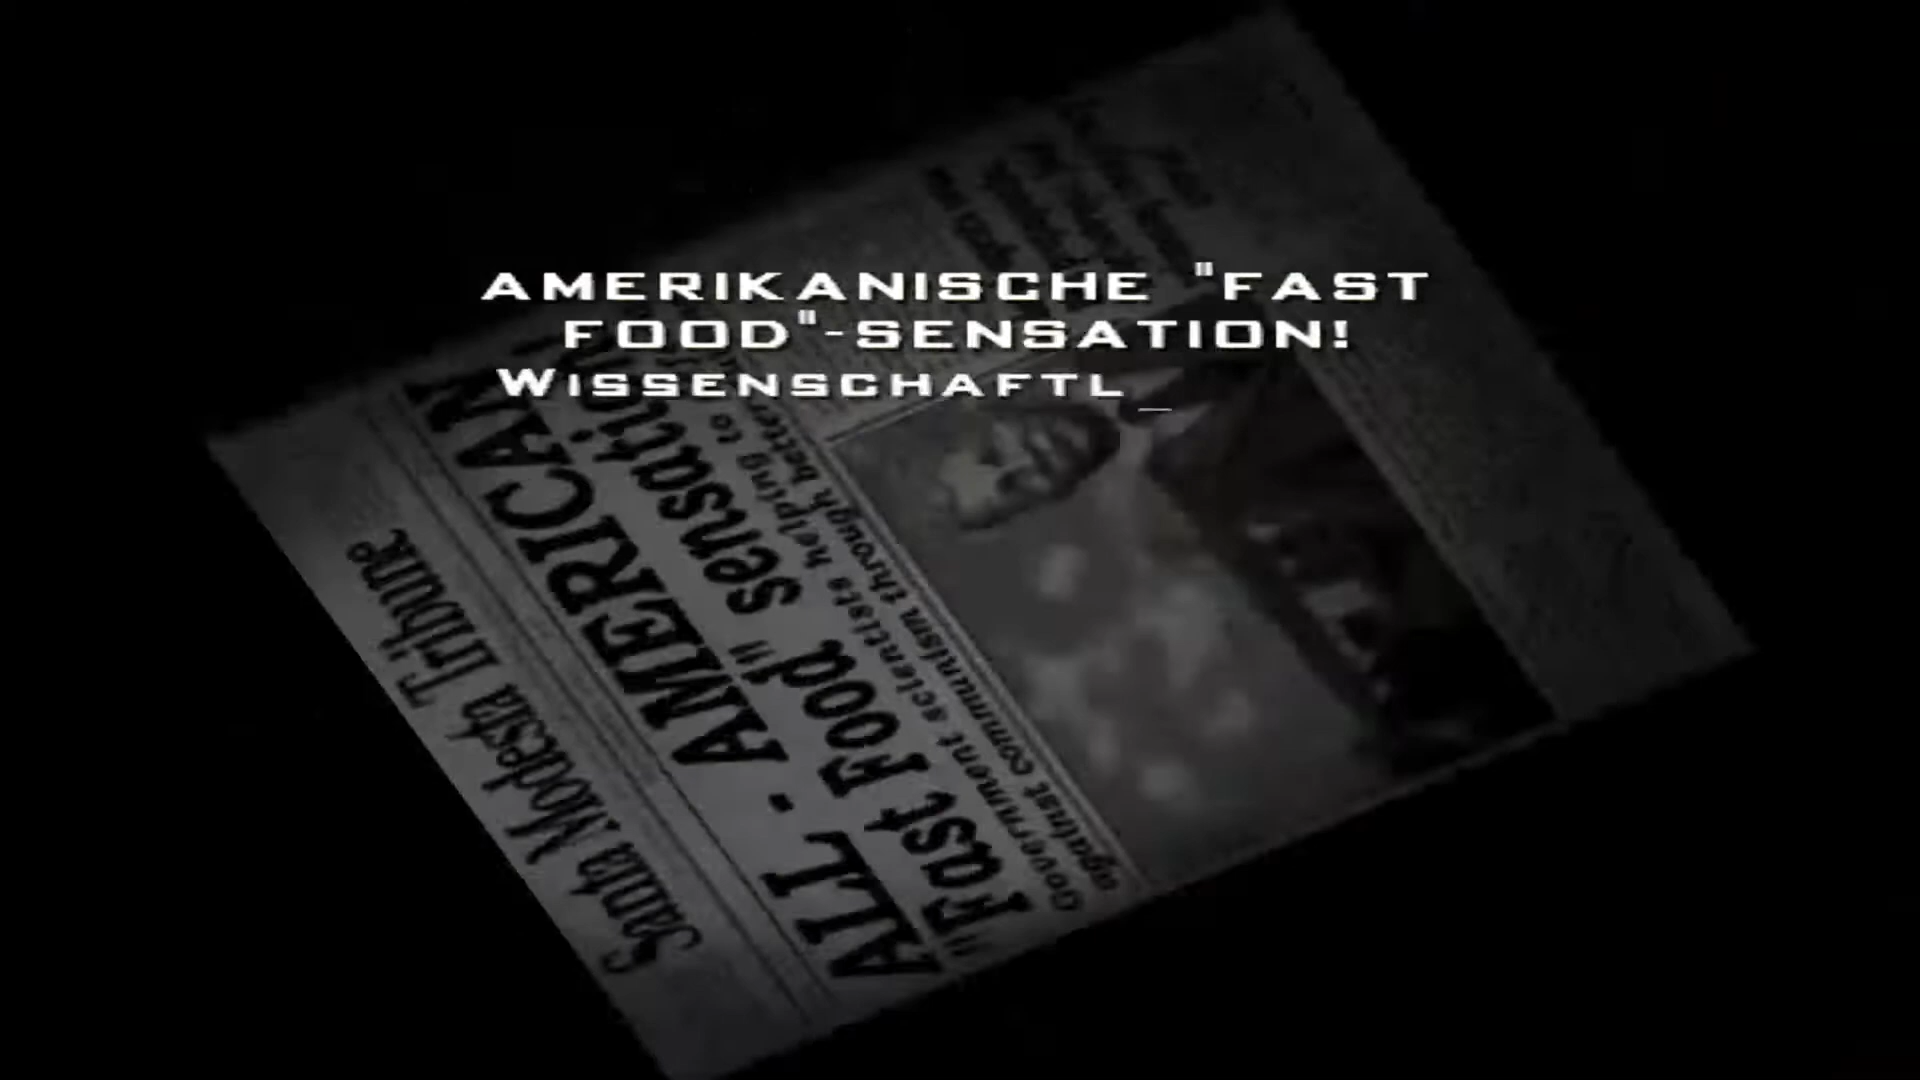 AMERIKANISCHE "FAST
FOOD"-SENSATION!
WISSENSCHAFTL_
Santa Modesta Tribune
ALL - AMERICAN
"Fast Food" sensation
Government scientists helping to
against communism through better